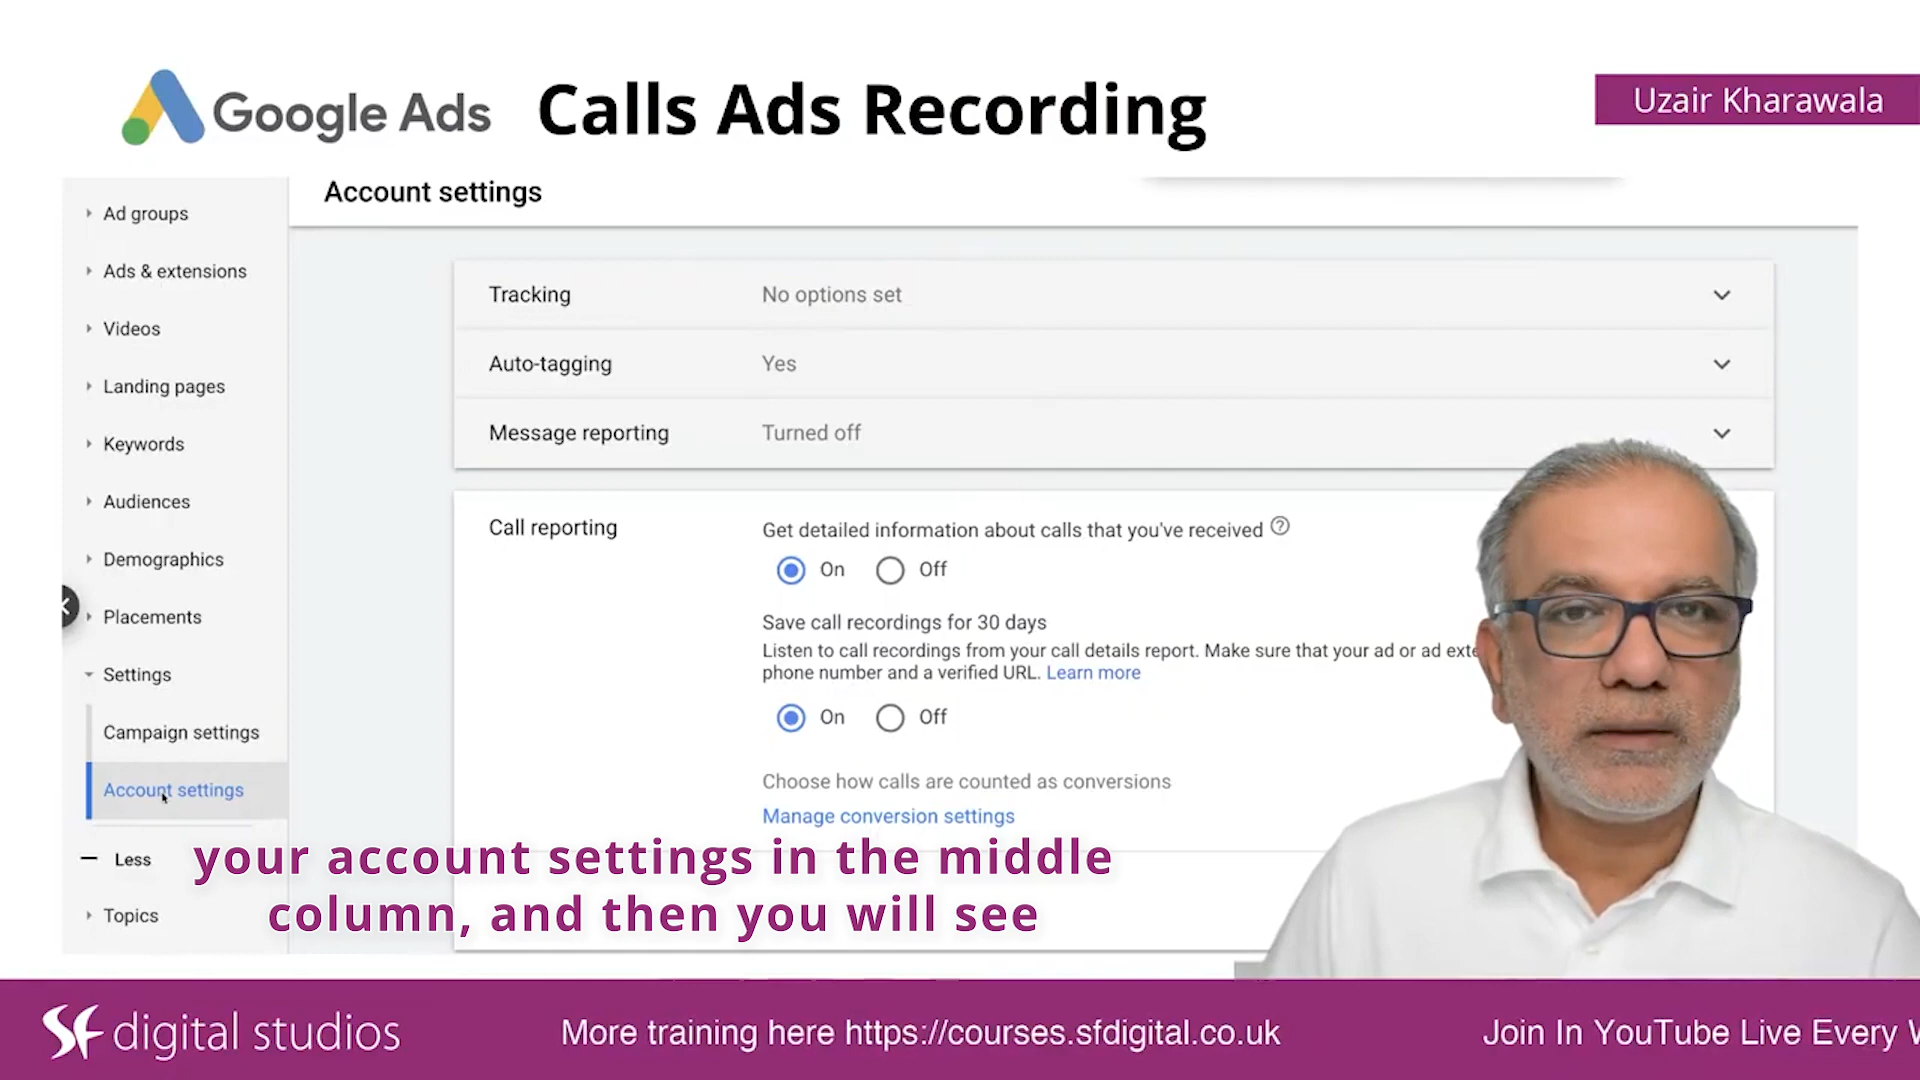 Google Ads
Calls Ads Recording
Uzair Kharawala
Account settings
Ad groups
Ads & extensions
Videos
Landing pages
Keywords
Audiences
Demographics
Placements
Settings
Campaign settings
Account settings
Less
Topics
Tracking No options set
Auto-tagging Yes
Message reporting Turned off
Call reporting
Get detailed information about calls that you've received
On Off
Save call recordings for 30 days
Listen to call recordings from your call details report. Make sure that your ad or ad
phone number and a verified URL. Learn more
On Off
Choose how calls are counted as conversions
Manage conversion settings
your account settings in the middle
column, and then you will see
SF digital studios
More training here https://courses.sfdigital.co.uk
Join In YouTube Live Every